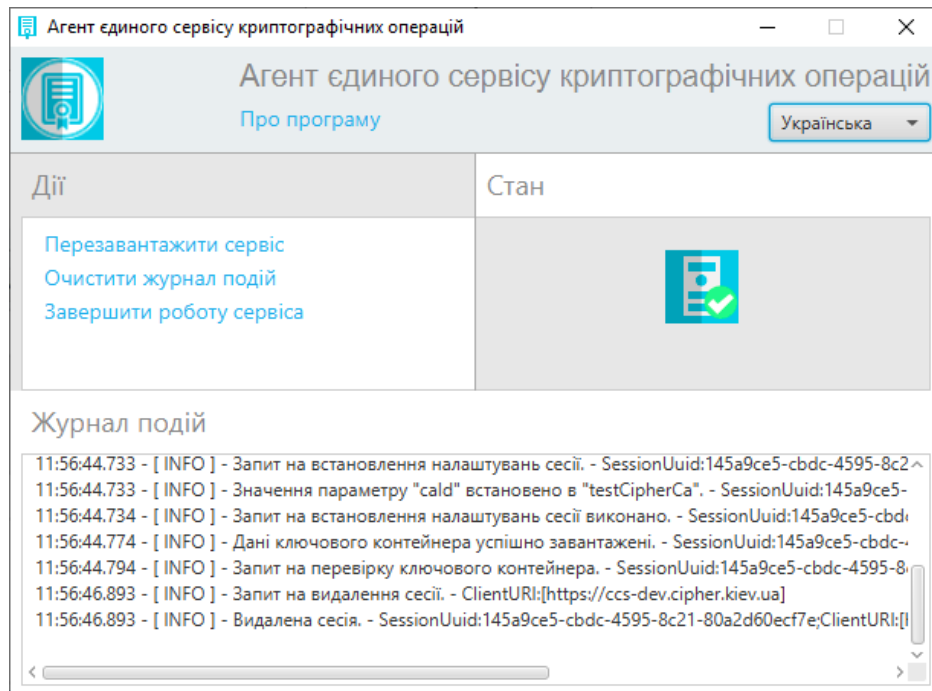 Агент єдиного сервісу криптографічних операцій
Агент єдиного сервісу криптографічних операцій
Про програму
Українська
Дії
Стан
Перезавантажити сервіс
Очистити журнал подій
Завершити роботу сервіса
Журнал подій
11:56:44.733 - [ INFO ] - Запит на встановлення налаштувань сесії. - SessionUuid:145a9ce5-cbdc-4595-8c2
11:56:44.733 - [ INFO ] - Значення параметру "caId" встановено в "testCipherCa". - SessionUuid:145a9ce5-
11:56:44.734 - [ INFO ] - Запит на встановлення налаштувань сесії виконано. - SessionUuid:145a9ce5-cbd
11:56:44.774 - [ INFO ] - Дані ключового контейнера успішно завантажені. - SessionUuid:145a9ce5-cbdc-
11:56:44.794 - [ INFO ] - Запит на перевірку ключового контейнера. - SessionUuid:145a9ce5-cbdc-4595-8
11:56:46.893 - [ INFO ] - Запит на видалення сесії. - ClientURI:[https://ccs-dev.cipher.kiev.ua]
11:56:46.893 - [ INFO ] - Видалена сесія. - SessionUuid:145a9ce5-cbdc-4595-8c21-80a2d60ecf7e;ClientURI:[